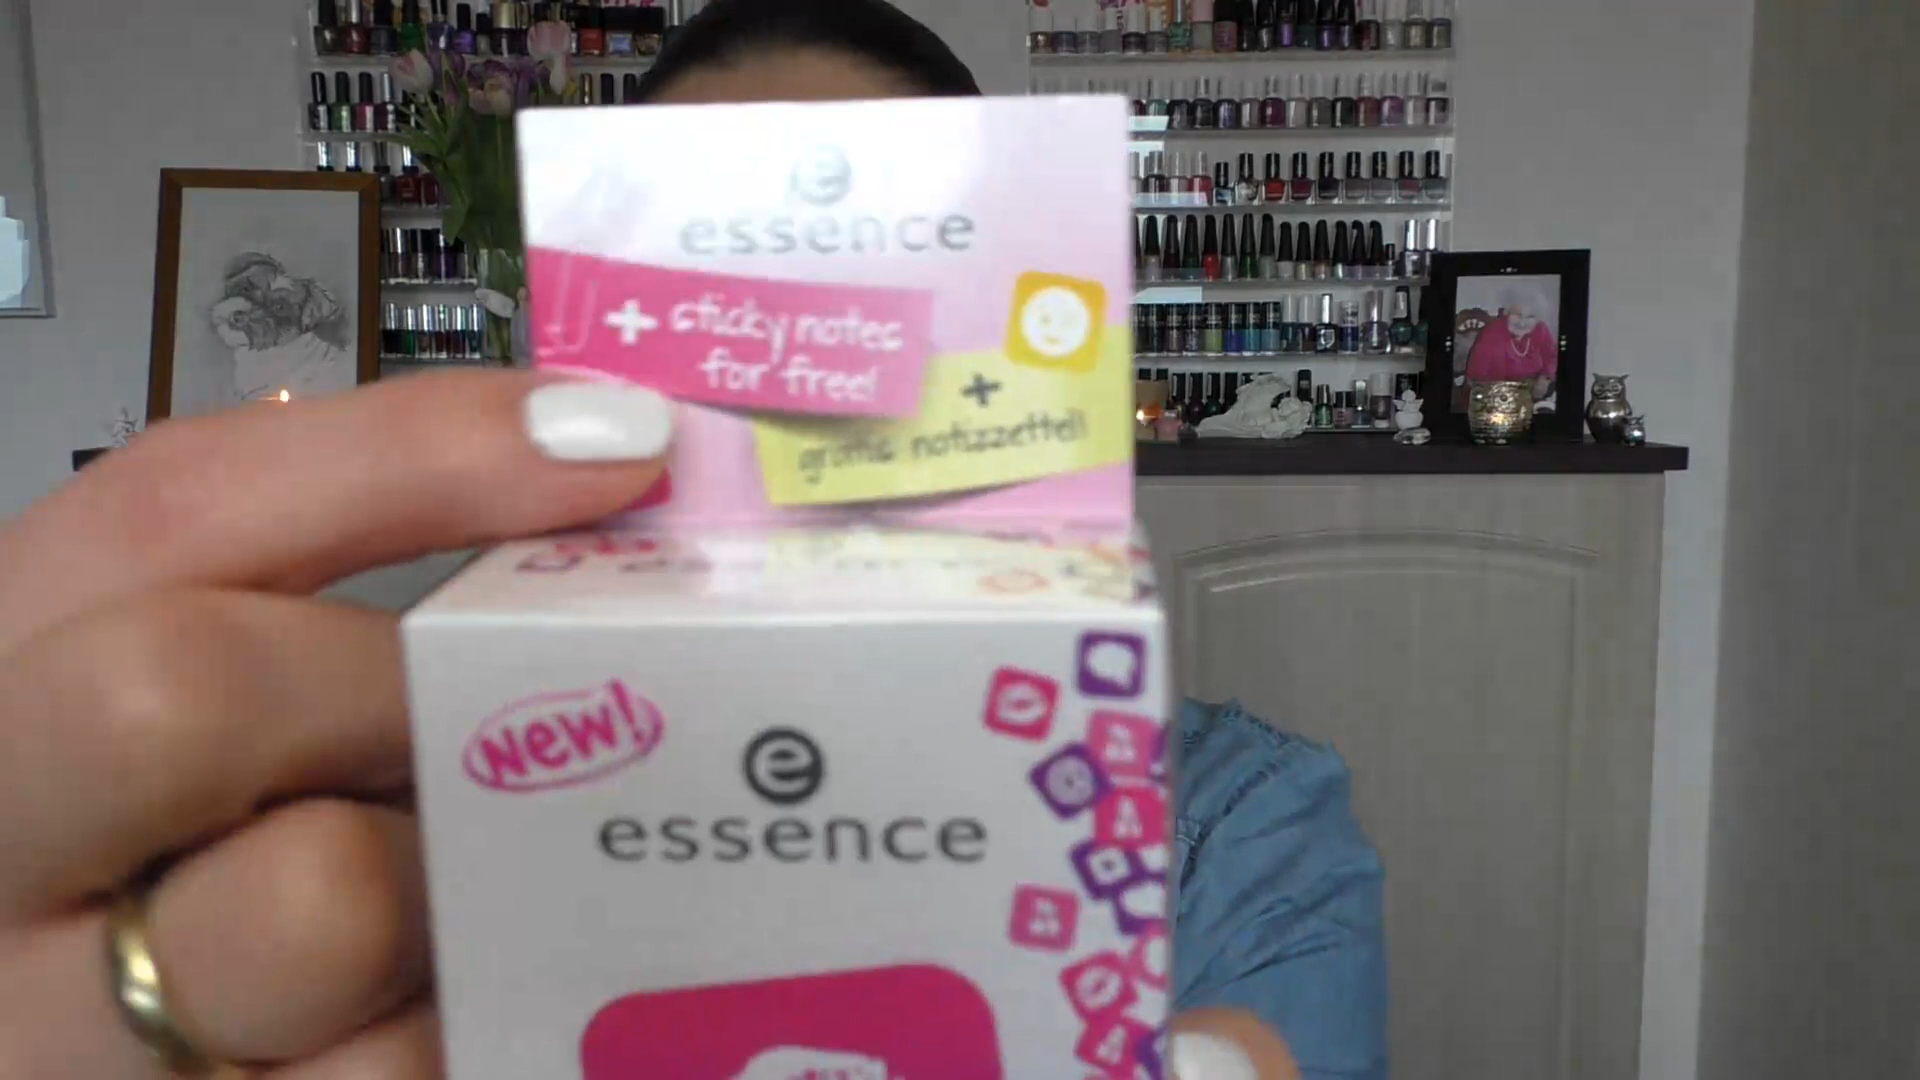 e
essence
+ sticky notes
for free!
+
gratis notizzettel!
New!
e
essence